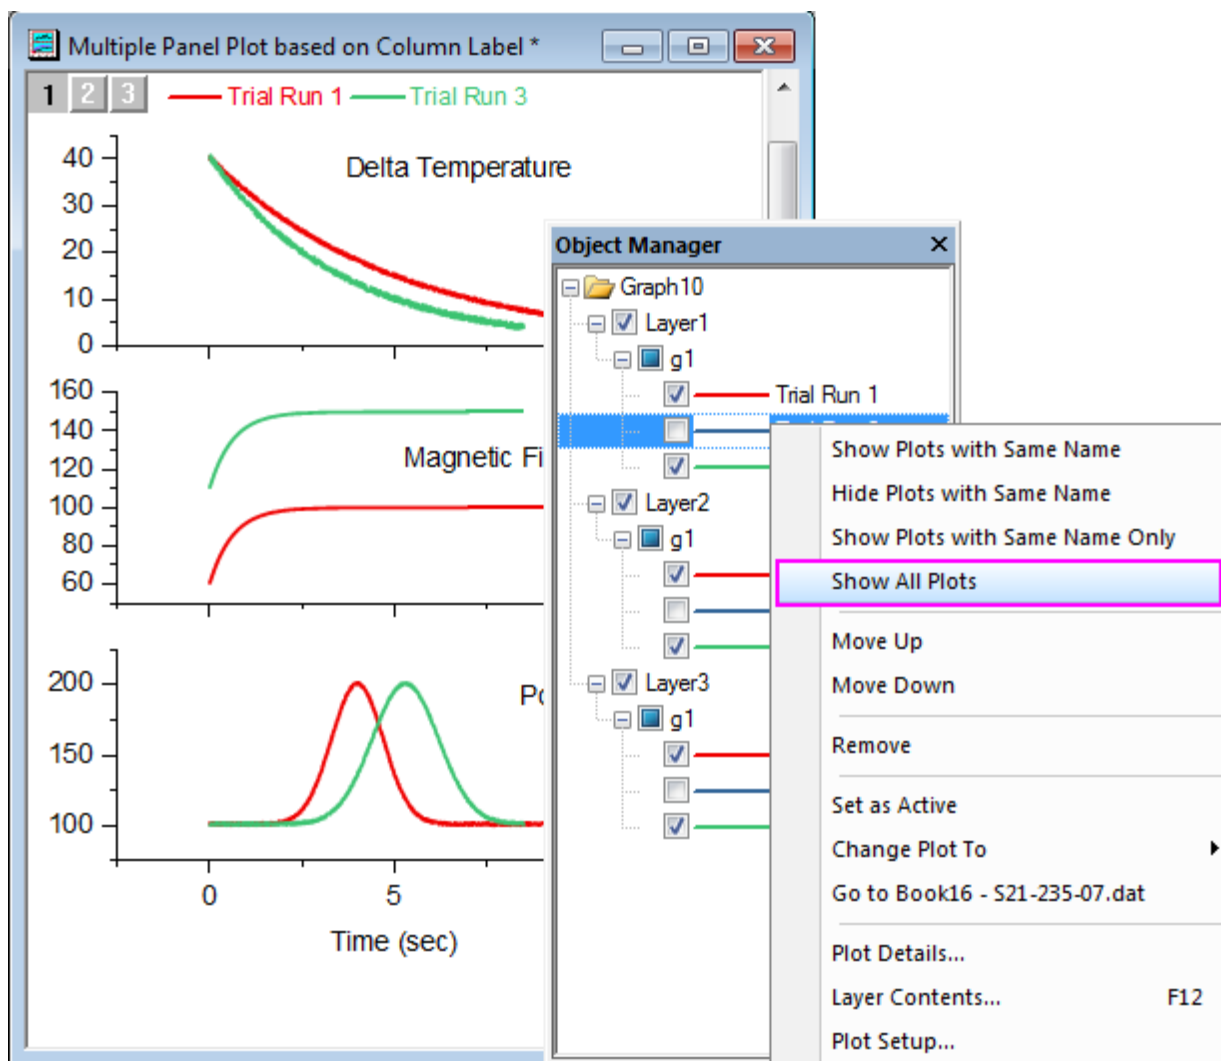 Multiple Panel Plot based on Column Label *
1 2 3 Trial Run 1 Trial Run 3
Delta Temperature
40
30
20
10
0
160
140
120
100
80
60
Magnetic Fi
200
150
100
0 5
Time (sec)
Object Manager
Graph10
Layer1
g1
Trial Run 1
Layer2
g1
Layer3
g1
Show Plots with Same Name
Hide Plots with Same Name
Show Plots with Same Name Only
Show All Plots
Move Up
Move Down
Remove
Set as Active
Change Plot To
Go to Book16 - S21-235-07.dat
Plot Details...
Layer Contents... F12
Plot Setup...